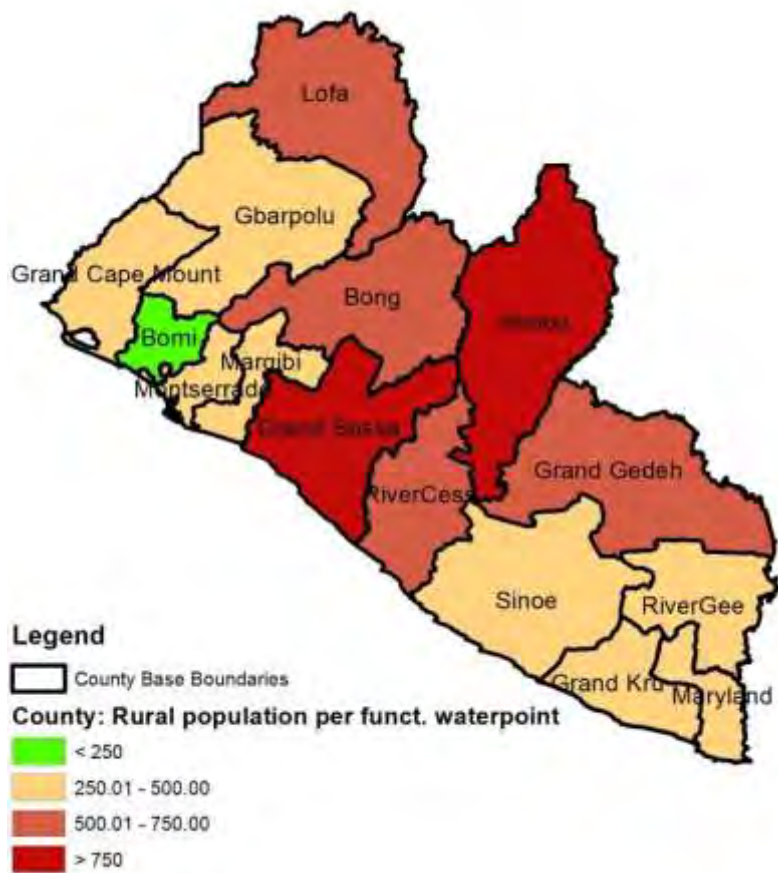 Lofa
Gbarpolu
Grand Cape Mount
Bong
Nimba
Bomi
Margibi
Montserrado
Grand Bassa
Grand Gedeh
RiverCess
Sinoe
RiverGee
Grand Kru
Maryland
Legend
County Base Boundaries
County: Rural population per funct. waterpoint
< 250
250.01 - 500.00
500.01 - 750.00
> 750